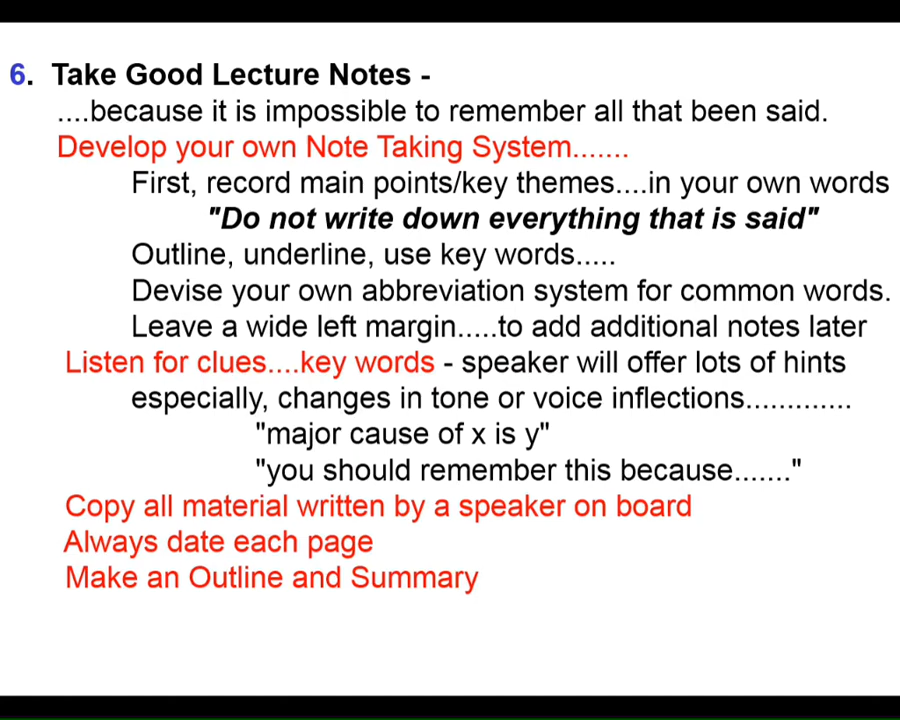 6. Take Good Lecture Notes -
....because it is impossible to remember all that been said.
Develop your own Note Taking System.......
First, record main points/key themes....in your own words
"Do not write down everything that is said"
Outline, underline, use key words.....
Devise your own abbreviation system for common words.
Leave a wide left margin.....to add additional notes later
Listen for clues....key words - speaker will offer lots of hints
especially, changes in tone or voice inflections.............
"major cause of x is y"
"you should remember this because......."
Copy all material written by a speaker on board
Always date each page
Make an Outline and Summary